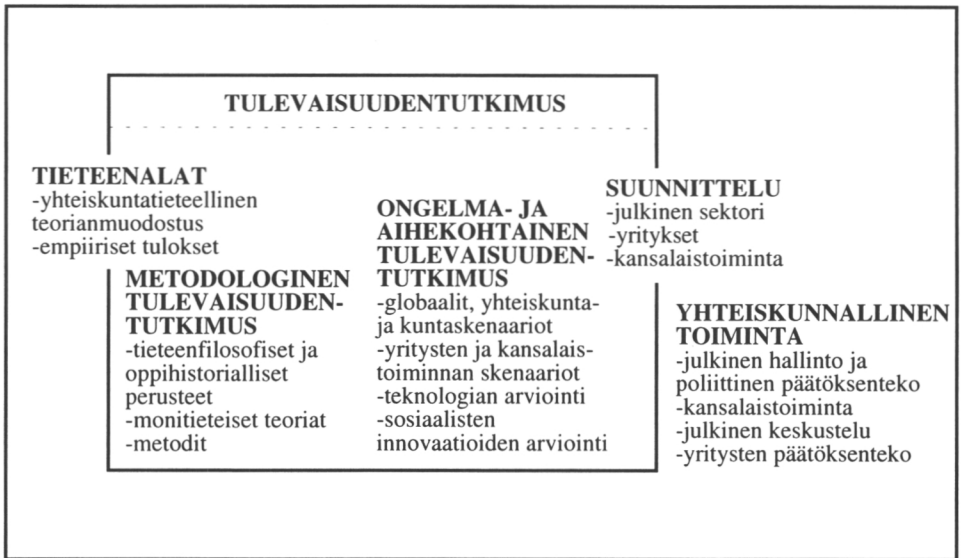 TULEVAISUUDENTUTKIMUS
TIETEENALAT
-yhteiskuntatieteellinen
teorianmuodostus
-empiiriset tulokset
METODOLOGINEN
TULEVAISUUDEN-
TUTKIMUS
-tieteenfilosofiset ja
oppihistorialliset
perusteet
-monitieteiset teoriat
-metodit
ONGELMA- JA
AIHEKOHTAINEN
TULEVAISUUDEN-
TUTKIMUS
-globaalit, yhteiskunta-
ja kuntaskenaariot
-yritysten ja kansalais-
toiminnan skenaariot
-teknologian arviointi
-sosiaalisten
innovaatioiden arviointi
SUUNNITTELU
-julkinen sektori
-yritykset
-kansalaistoiminta
YHTEISKUNNALLINEN
TOIMINTA
-julkinen hallinto ja
poliittinen päätöksenteko
-kansalaistoiminta
-julkinen keskustelu
-yritysten päätöksenteko